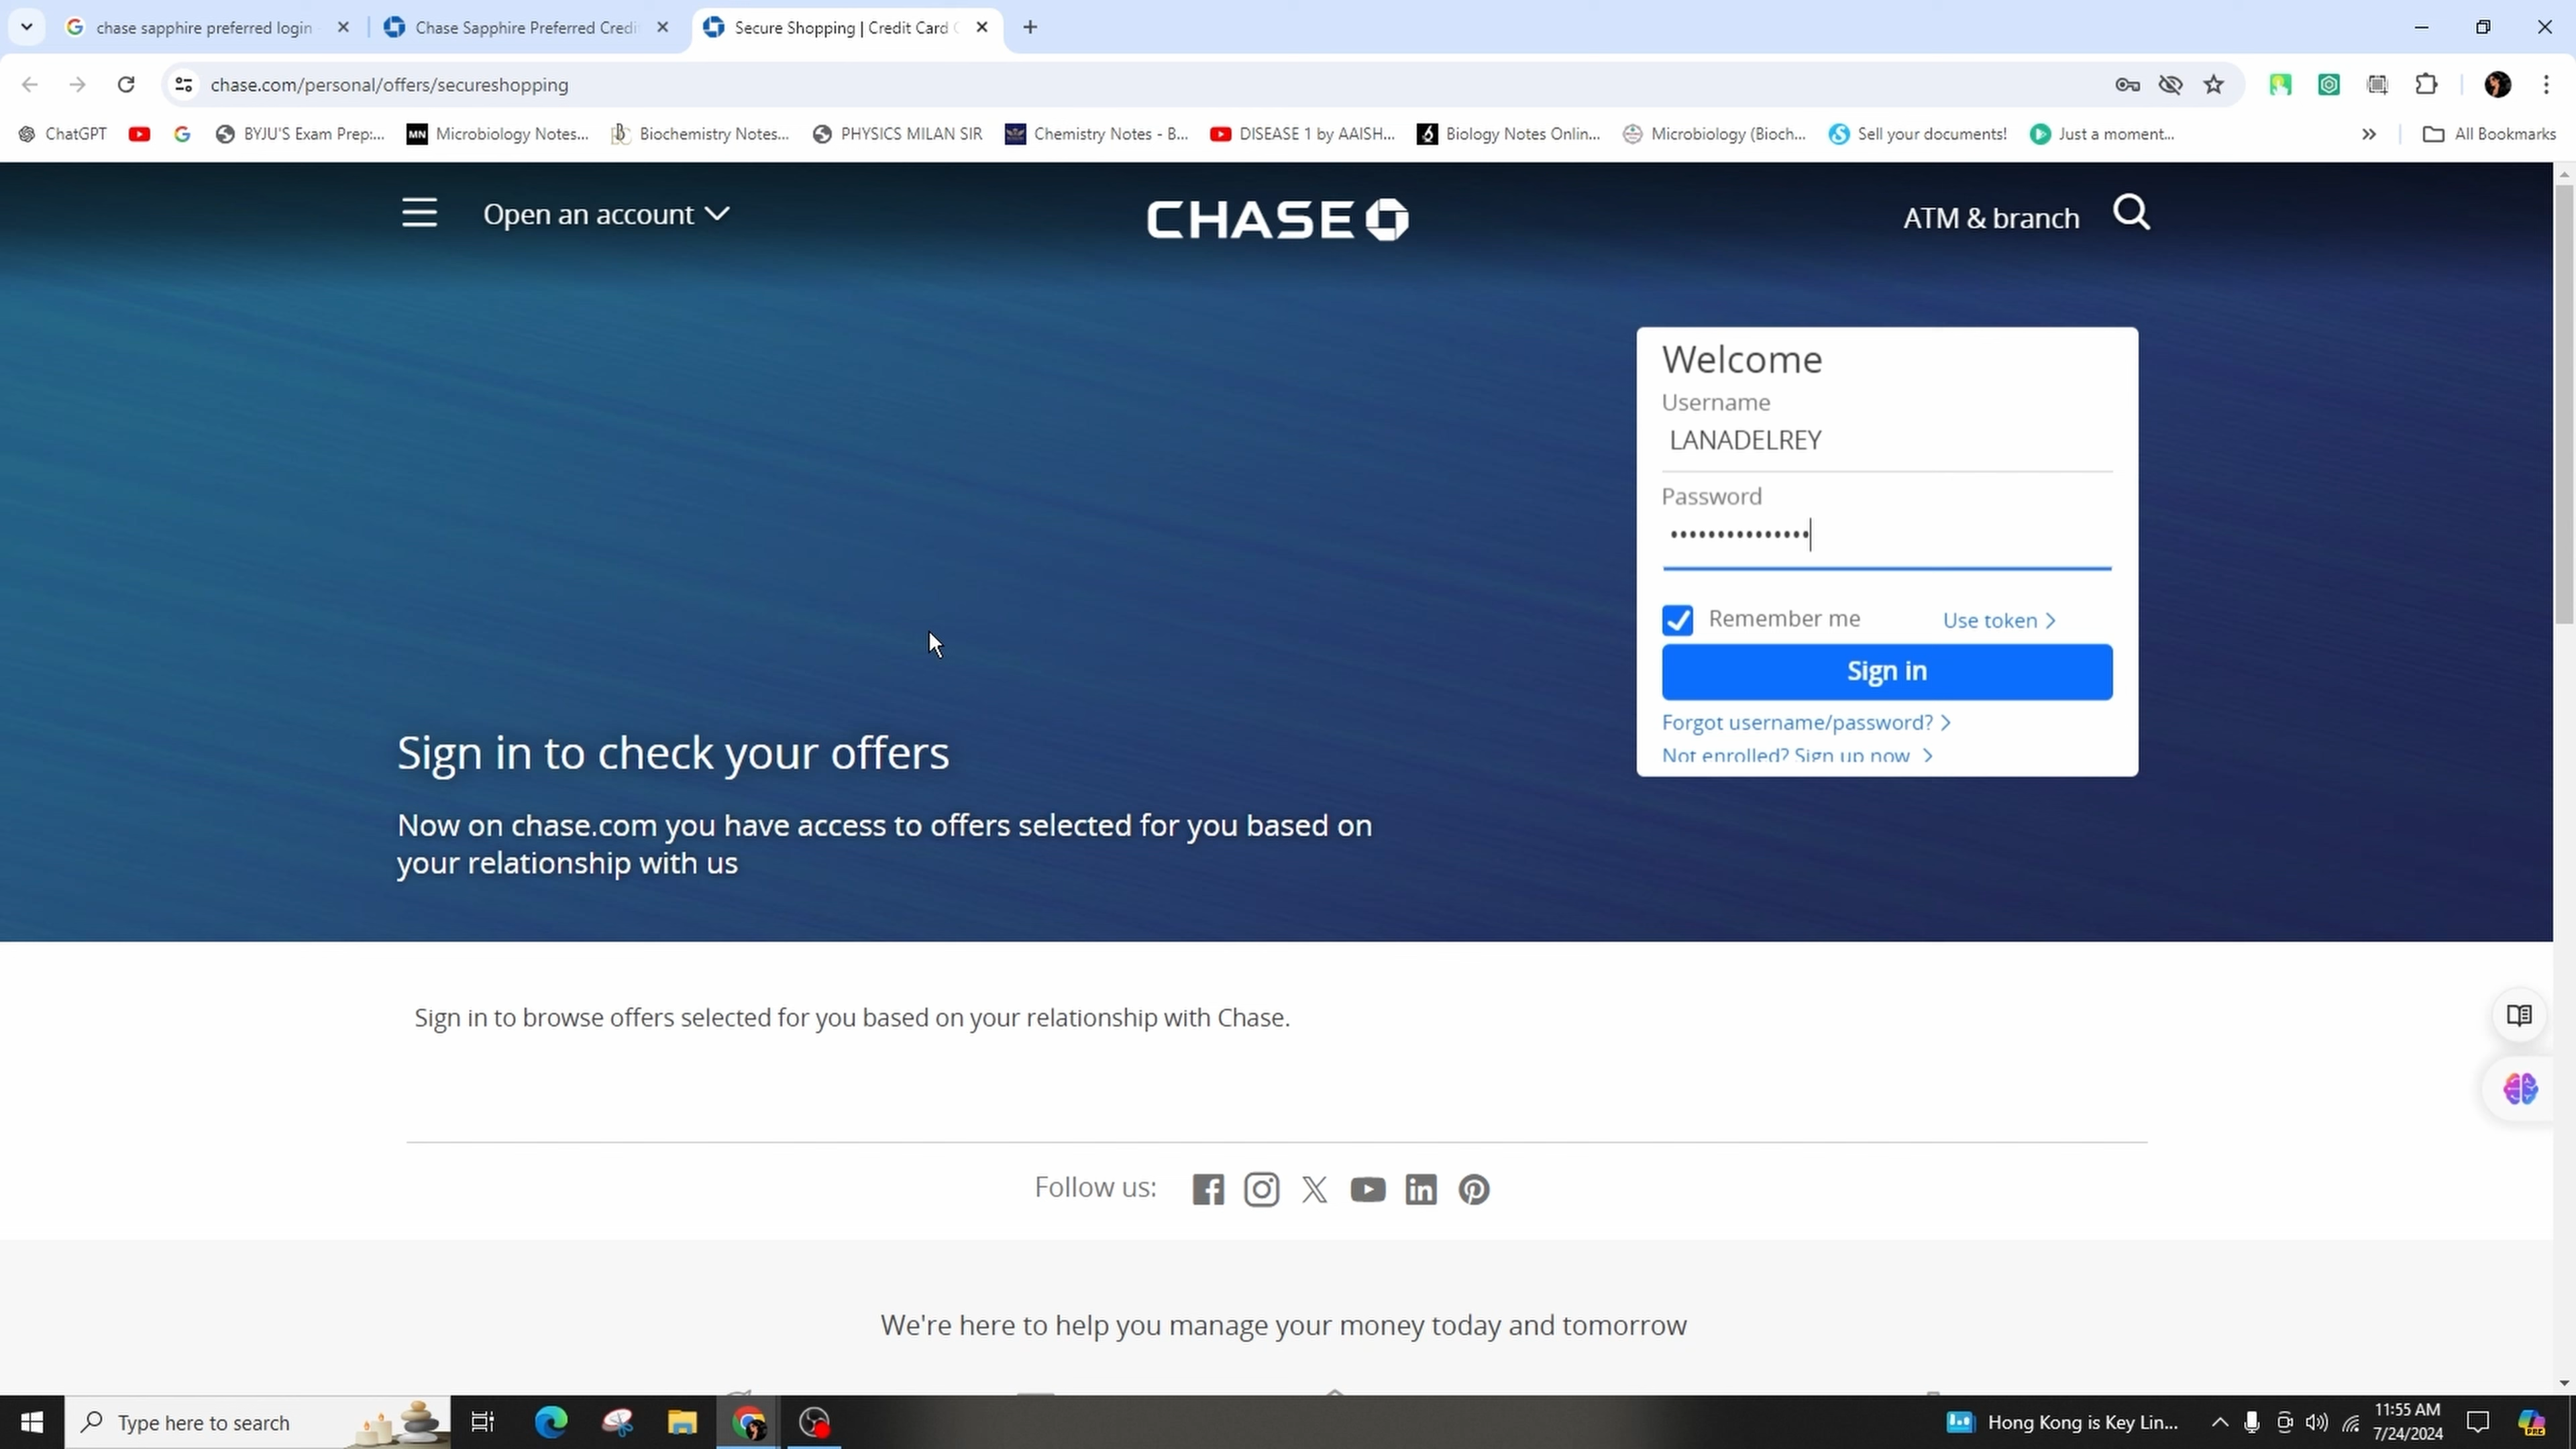 chase sapphire preferred login
Chase Sapphire Preferred Credi
Secure Shopping | Credit Card
chase.com/personal/offers/secureshopping
ChatGPT
BYJU'S Exam Prep:...
MN
Microbiology Notes...
Biochemistry Notes...
PHYSICS MILAN SIR
Chemistry Notes - B...
DISEASE 1 by AAISH...
Biology Notes Onlin...
Microbiology (Bioch...
Sell your documents!
Just a moment...
All Bookmarks
Open an account
CHASE
ATM & branch
Welcome
Username
LANADELREY
Password
Remember me
Use token
Sign in
Forgot username/password?
Not enrolled? Sign up now
Sign in to check your offers
Now on chase.com you have access to offers selected for you based on
your relationship with us
Sign in to browse offers selected for you based on your relationship with Chase.
Follow us:
We're here to help you manage your money today and tomorrow
Type here to search
Hong Kong is Key Lin...
11:55 AM
7/24/2024